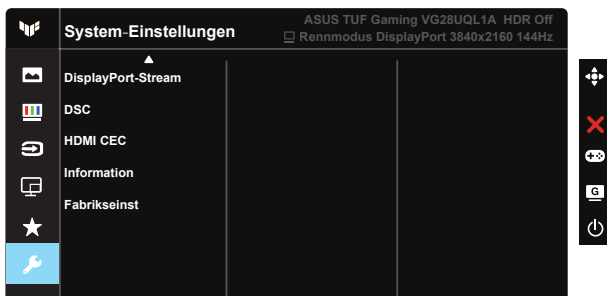 System-Einstellungen
ASUS TUF Gaming VG28UQL1A HDR Off
Rennmodus DisplayPort 3840x2160 144Hz
DisplayPort-Stream
DSC
HDMI CEC
Information
Fabrikseinst
G